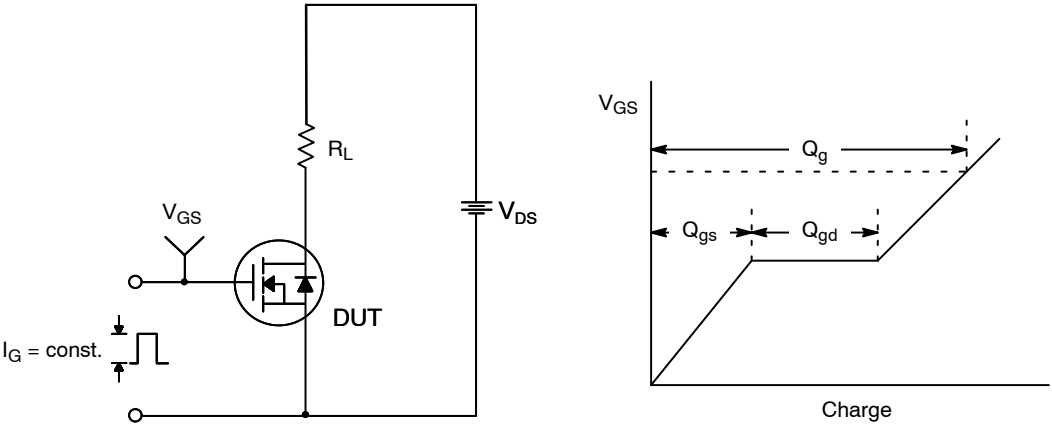 R_L
V_GS
V_DS
DUT
I_G = const.
V_GS
Q_g
Q_gs
Q_gd
Charge